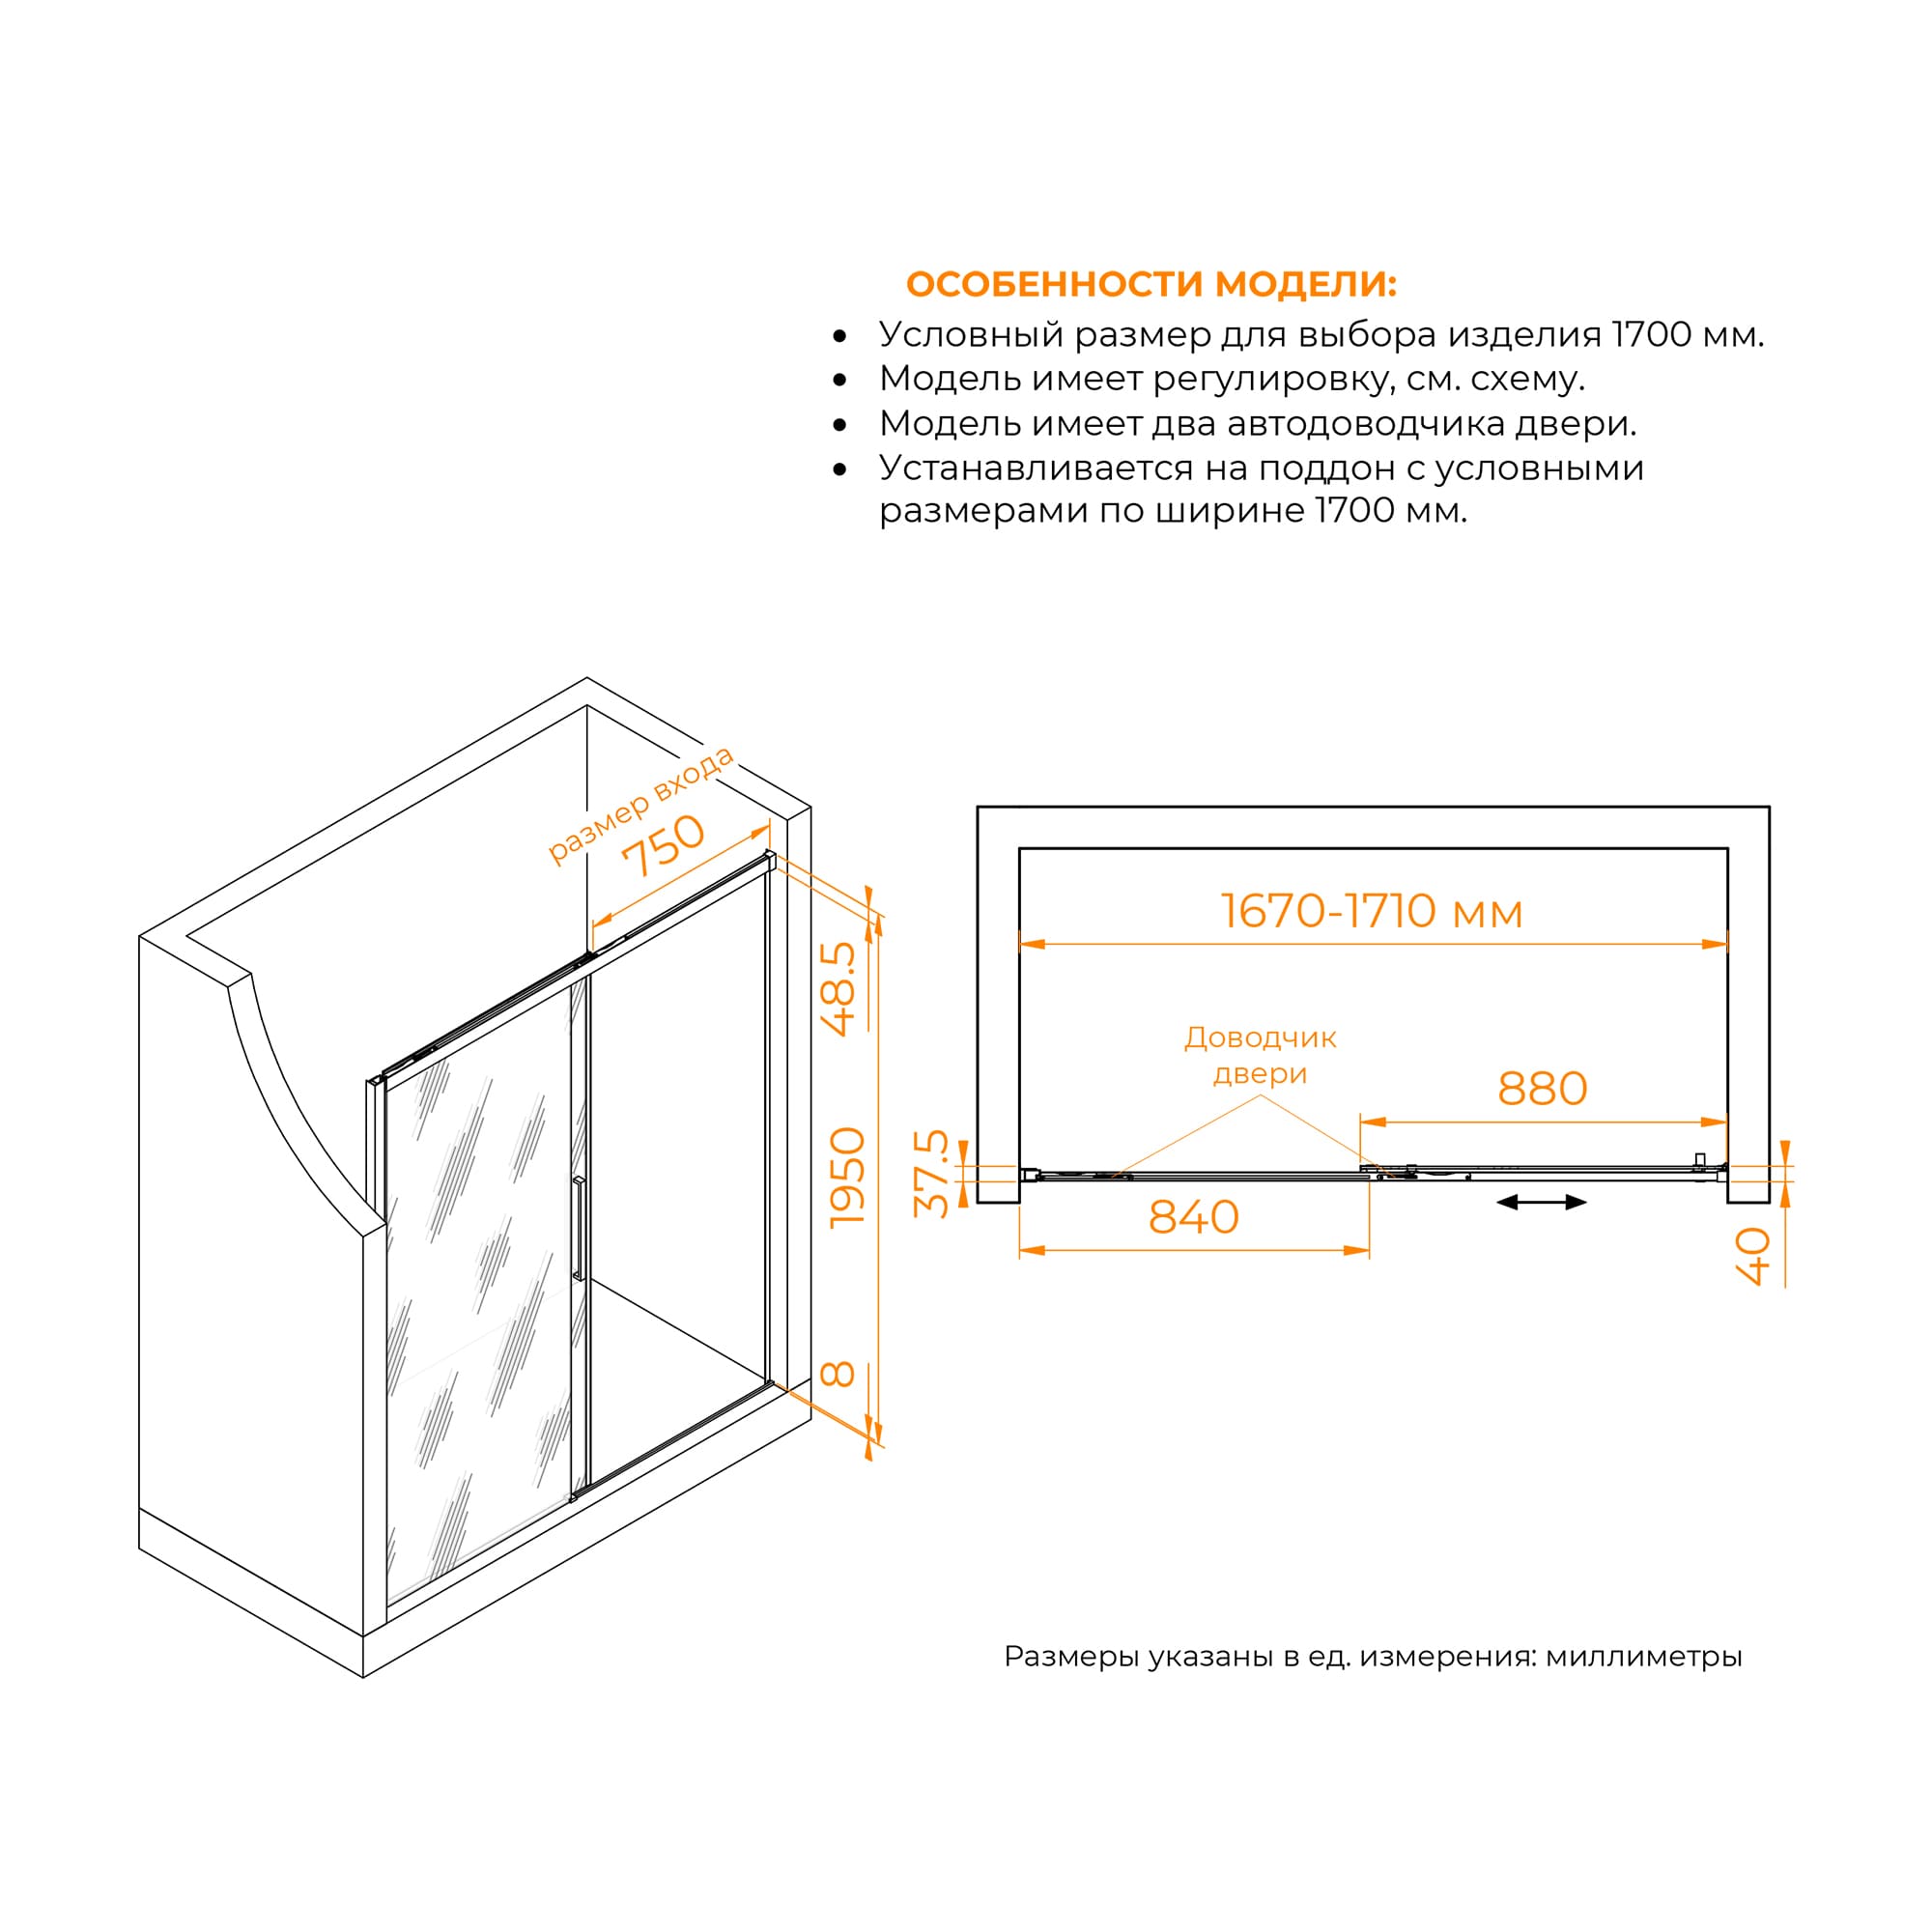 ОСОБЕННОСТИ МОДЕЛИ:
• Условный размер для выбора изделия 1700 мм.
• Модель имеет регулировку, см. схему.
• Модель имеет два автодоводчика двери.
• Устанавливается на поддон с условными
размерами по ширине 1700 мм.
размер входа
750
48.5
1950
8
1670-1710 мм
Доводчик
двери
880
37.5
840
40
Размеры указаны в ед. измерения: миллиметры